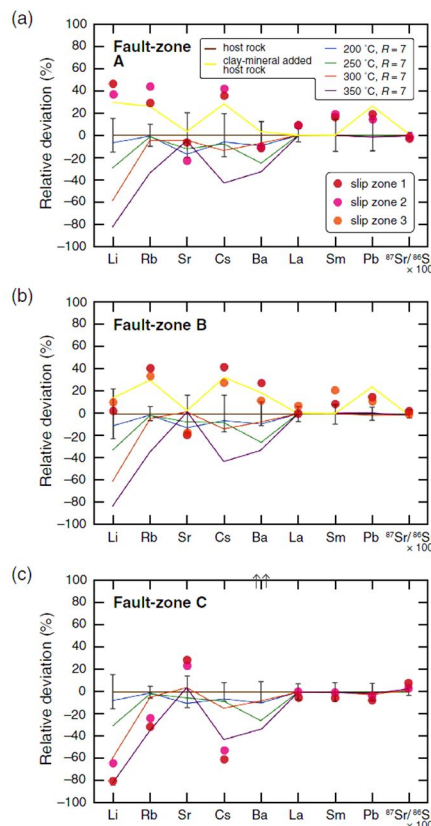 (a)
Fault-zone
A
host rock
clay-mineral added
host rock
200 °C, R = 7
250 °C, R = 7
300 °C, R = 7
350 °C, R = 7
Relative deviation (%)
100
80
60
40
20
0
−20
−40
−60
−80
−100
slip zone 1
slip zone 2
slip zone 3
Li Rb Sr Cs Ba La Sm Pb ⁸⁷Sr/⁸⁶S
× 100
(b)
Fault-zone B
Relative deviation (%)
100
80
60
40
20
0
−20
−40
−60
−80
−100
Li Rb Sr Cs Ba La Sm Pb ⁸⁷Sr/⁸⁶S
× 100
(c)
Fault-zone C
Relative deviation (%)
100
80
60
40
20
0
−20
−40
−60
−80
−100
Li Rb Sr Cs Ba La Sm Pb ⁸⁷Sr/⁸⁶S
× 100